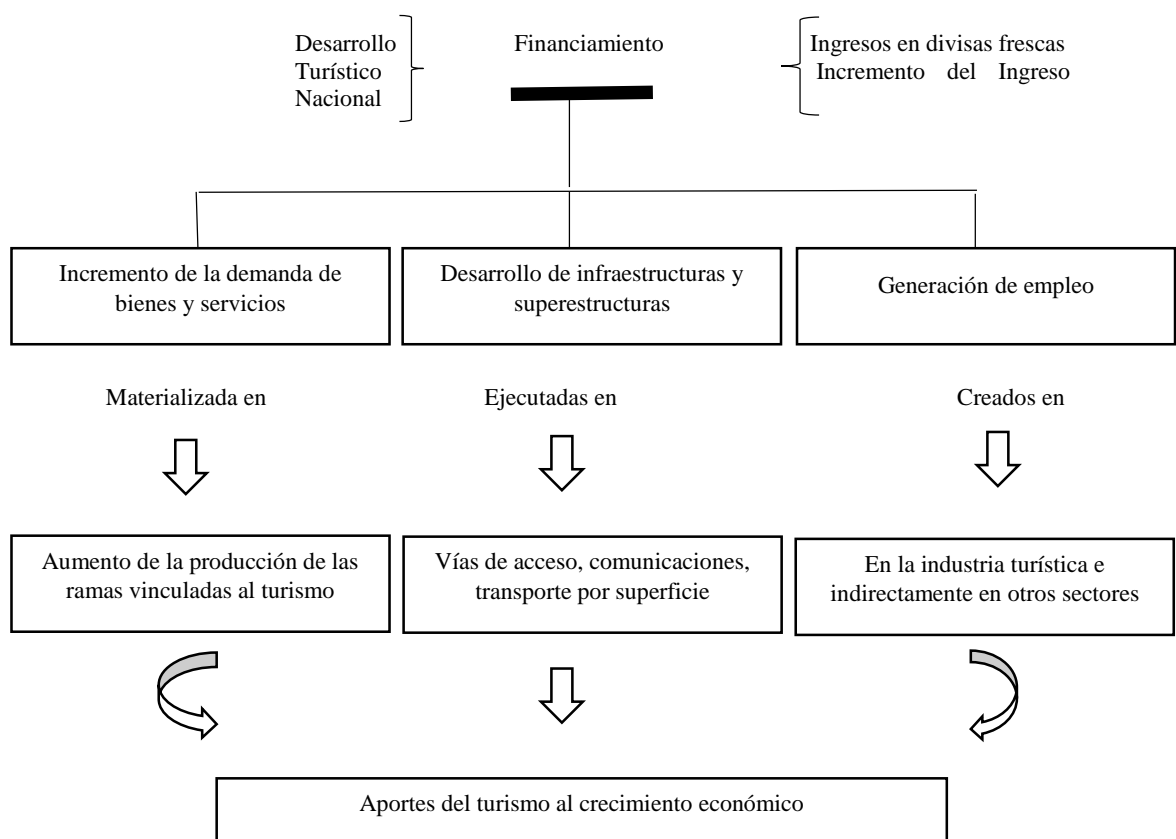 Desarrollo
Turístico
Nacional
Financiamiento
Ingresos en divisas frescas
Incremento del Ingreso
Incremento de la demanda de
bienes y servicios
Desarrollo de infraestructuras y
superestructuras
Generación de empleo
Materializada en
Ejecutadas en
Creados en
Aumento de la producción de las
ramas vinculadas al turismo
Vías de acceso, comunicaciones,
transporte por superficie
En la industria turística e
indirectamente en otros sectores
Aportes del turismo al crecimiento económico